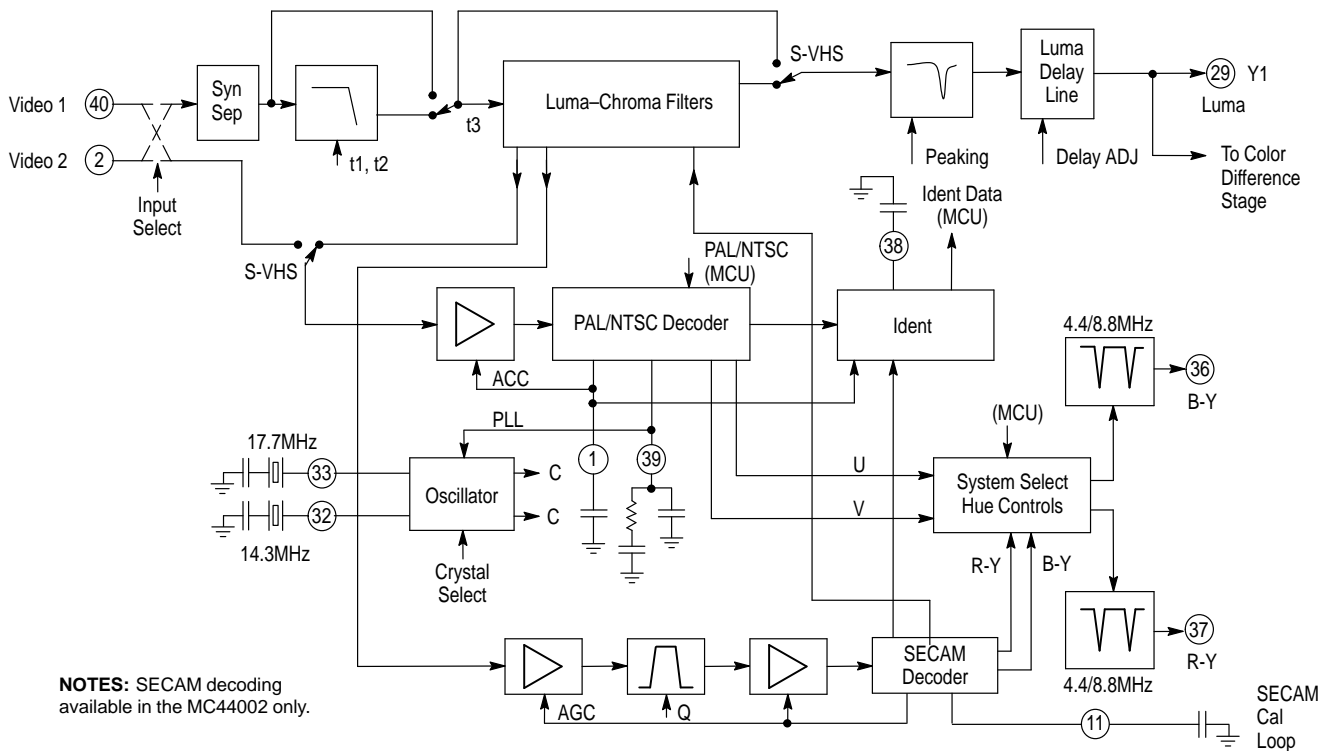 S-VHS
Luma
Delay
Line
29 Y1
Luma
Video 1 40
Syn
Sep
Luma–Chroma Filters
t3
Video 2 2
t1, t2
Peaking
Delay ADJ
To Color
Difference
Stage
Input
Select
Ident Data
(MCU)
38
S-VHS
PAL/NTSC
(MCU)
PAL/NTSC Decoder
Ident
4.4/8.8MHz
36
B-Y
ACC
PLL
(MCU)
17.7MHz
33
Oscillator
C
1
39
U
System Select
Hue Controls
32
C
V
14.3MHz
Crystal
Select
R-Y
B-Y
37
R-Y
4.4/8.8MHz
SECAM
Decoder
NOTES: SECAM decoding
available in the MC44002 only.
AGC
Q
11
SECAM
Cal
Loop